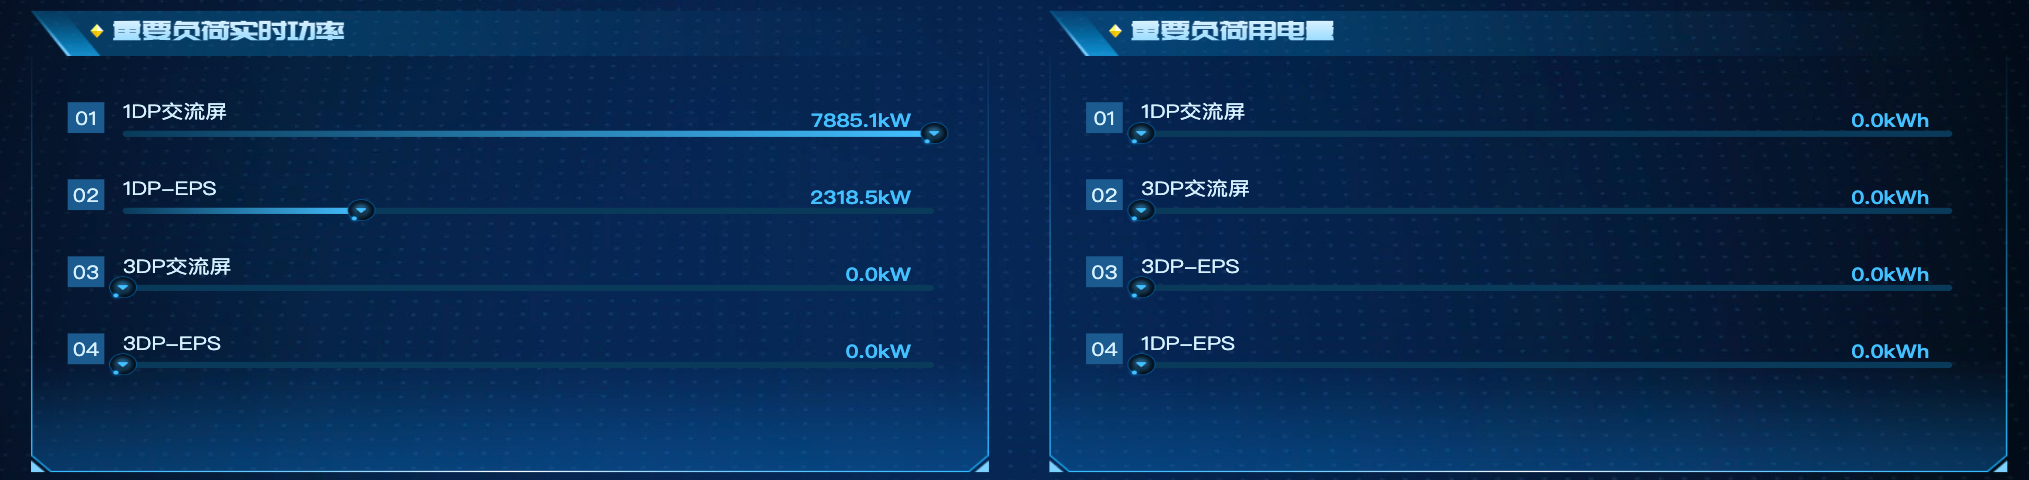 重要负荷实时功率
01 1DP交流屏 7885.1kW
02 1DP-EPS 2318.5kW
03 3DP交流屏 0.0kW
04 3DP-EPS 0.0kW
重要负荷用电量
01 1DP交流屏 0.0kWh
02 3DP交流屏 0.0kWh
03 3DP-EPS 0.0kWh
04 1DP-EPS 0.0kWh